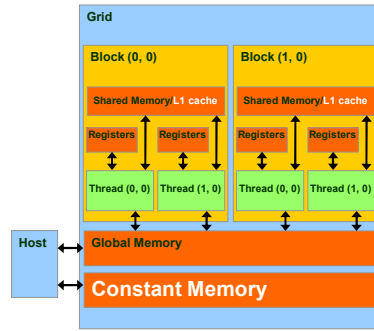 Grid
Block (0, 0)
Block (1, 0)
Shared Memory/L1 cache
Shared Memory/L1 cache
Registers
Registers
Registers
Registers
Thread (0, 0)
Thread (1, 0)
Thread (0, 0)
Thread (1, 0)
Host
Global Memory
Constant Memory